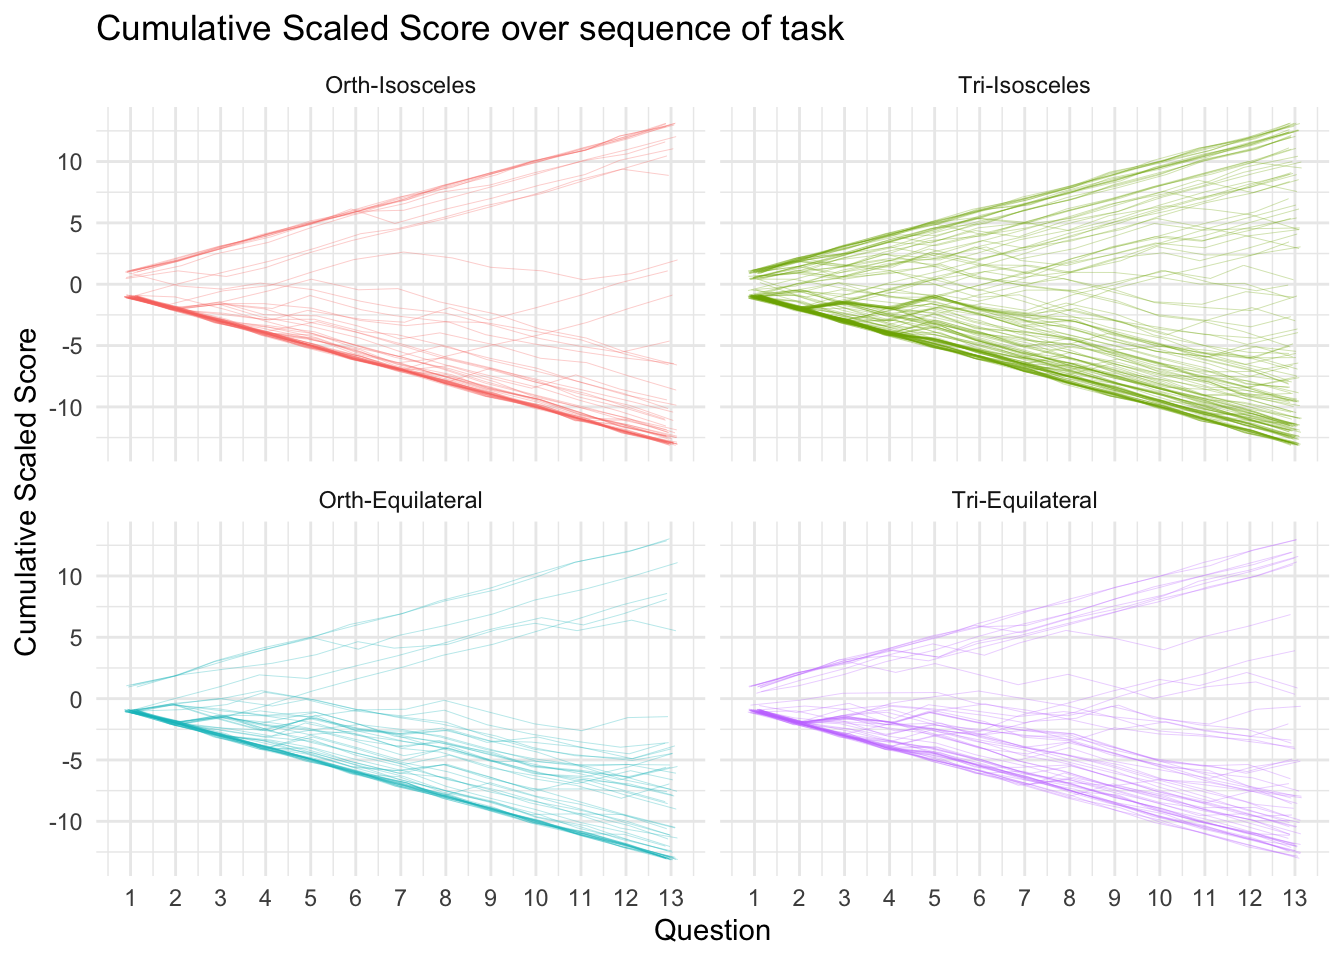 Cumulative Scaled Score over sequence of task
Orth-Isosceles
Tri-Isosceles
10
5
0
-5
-10
Cumulative Scaled Score
Orth-Equilateral
Tri-Equilateral
10
5
0
-5
-10
1 2 3 4 5 6 7 8 9 10 11 12 13
1 2 3 4 5 6 7 8 9 10 11 12 13
Question